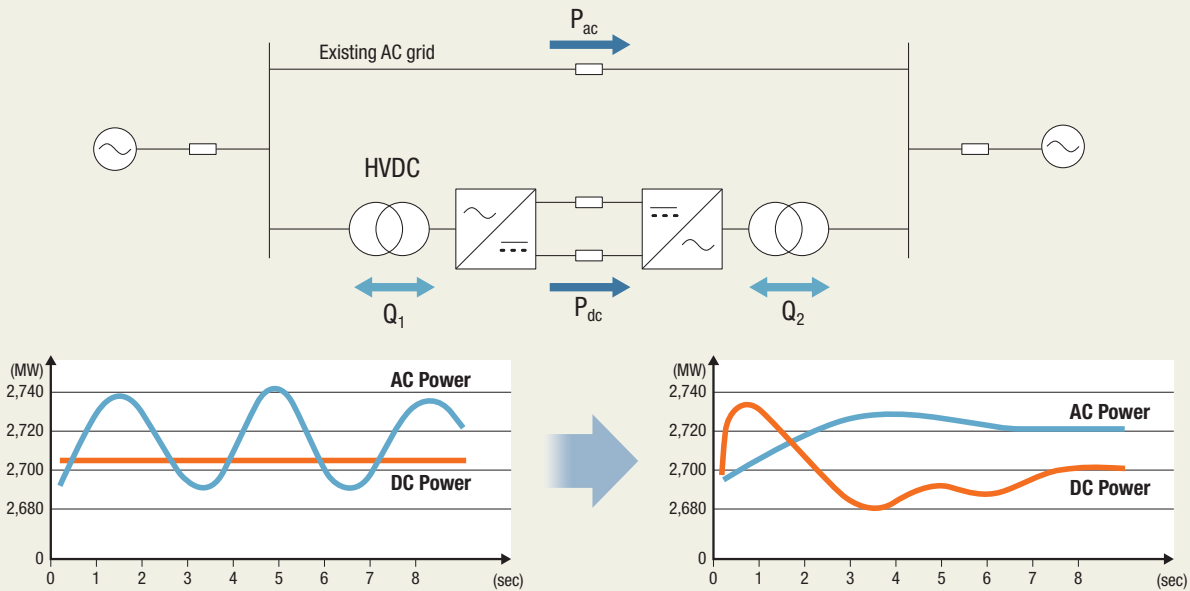 P_ac
Existing AC grid
HVDC
Q₁
P_dc
Q₂
(MW)
2,740
2,720
2,700
2,680
0
AC Power
DC Power
0 1 2 3 4 5 6 7 8 (sec)
(MW)
2,740
2,720
2,700
2,680
0
AC Power
DC Power
0 1 2 3 4 5 6 7 8 (sec)